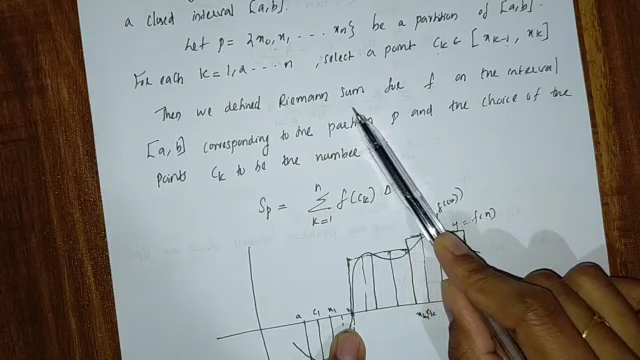 a closed interval [a,b].
Let p = {x₀, x₁, ..... xₙ} be a partition of [a,b].
For each k = 1, 2 .... n, select a point Cₖ ∈ [xₖ₋₁, xₖ]
Then we defined Riemann sum for f on the interval
[a, b] corresponding to the partition p and the choice of the
points Cₖ to be the number
Sₚ = Σ f(Cₖ) Δ
n
k=1
y = f(x)
a c₁ x₁